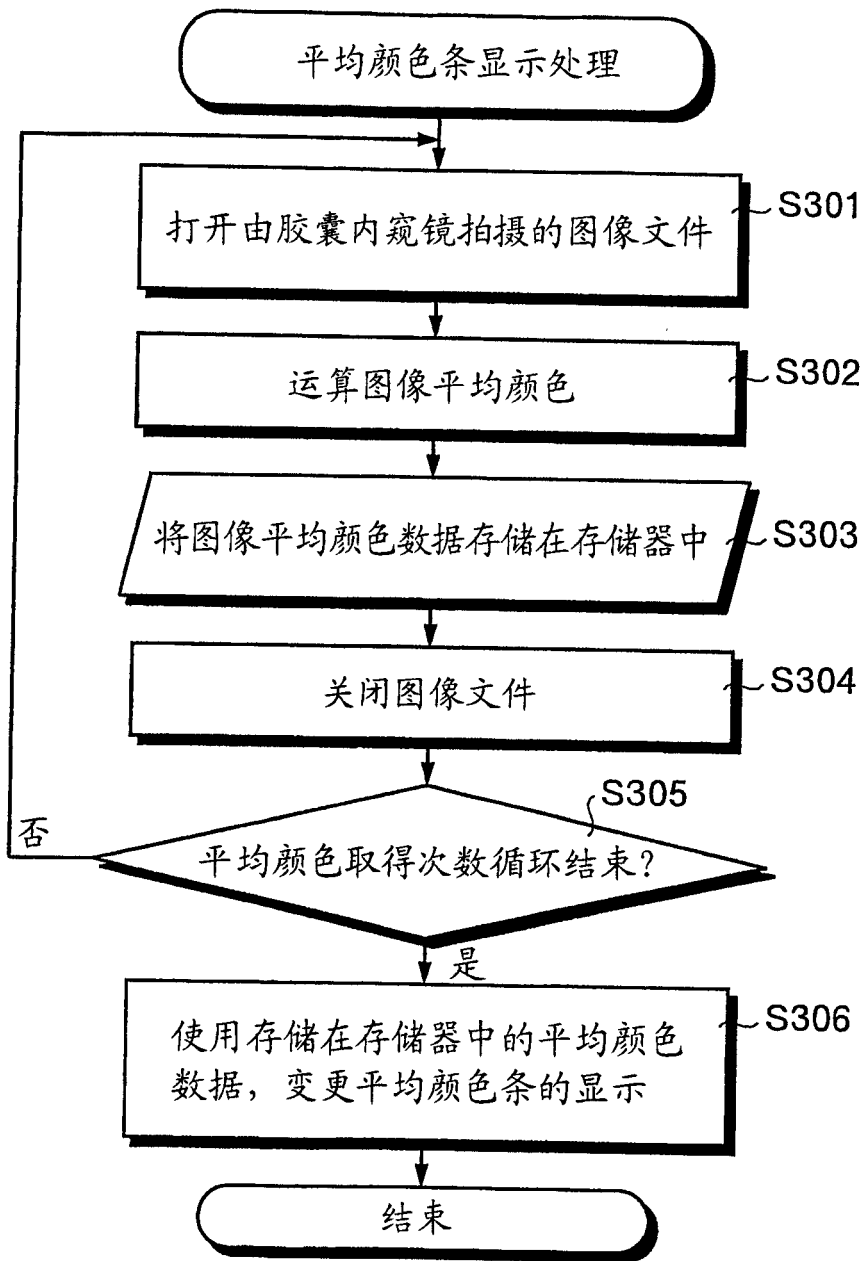 平均颜色条显示处理
打开由胶囊内窥镜拍摄的图像文件
S301
运算图像平均颜色
S302
将图像平均颜色数据存储在存储器中
S303
关闭图像文件
S304
S305
否
平均颜色取得次数循环结束？
是
使用存储在存储器中的平均颜色
数据，变更平均颜色条的显示
S306
结束